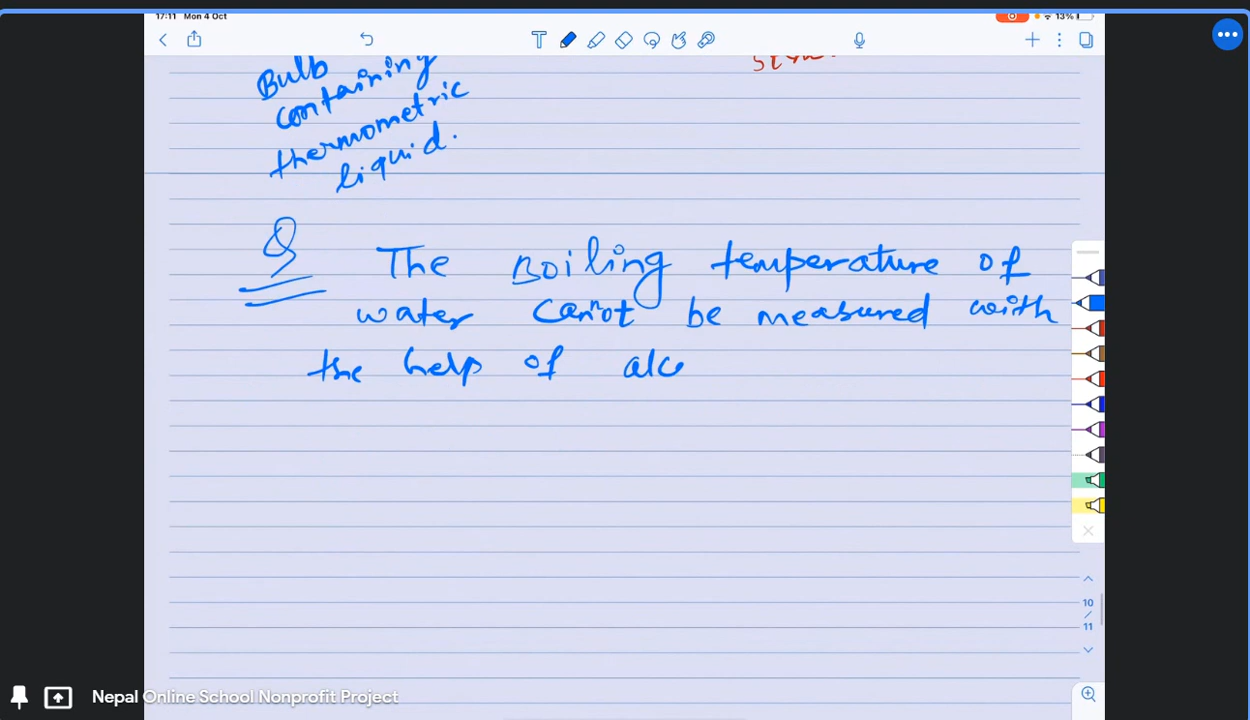 17:11 Mon 4 Oct
13%
Bulb
containing
thermometric
liquid.
Q The Boiling temperature of
water cannot be measured with
the help of alc
10
/
11
Nepal Online School Nonprofit Project